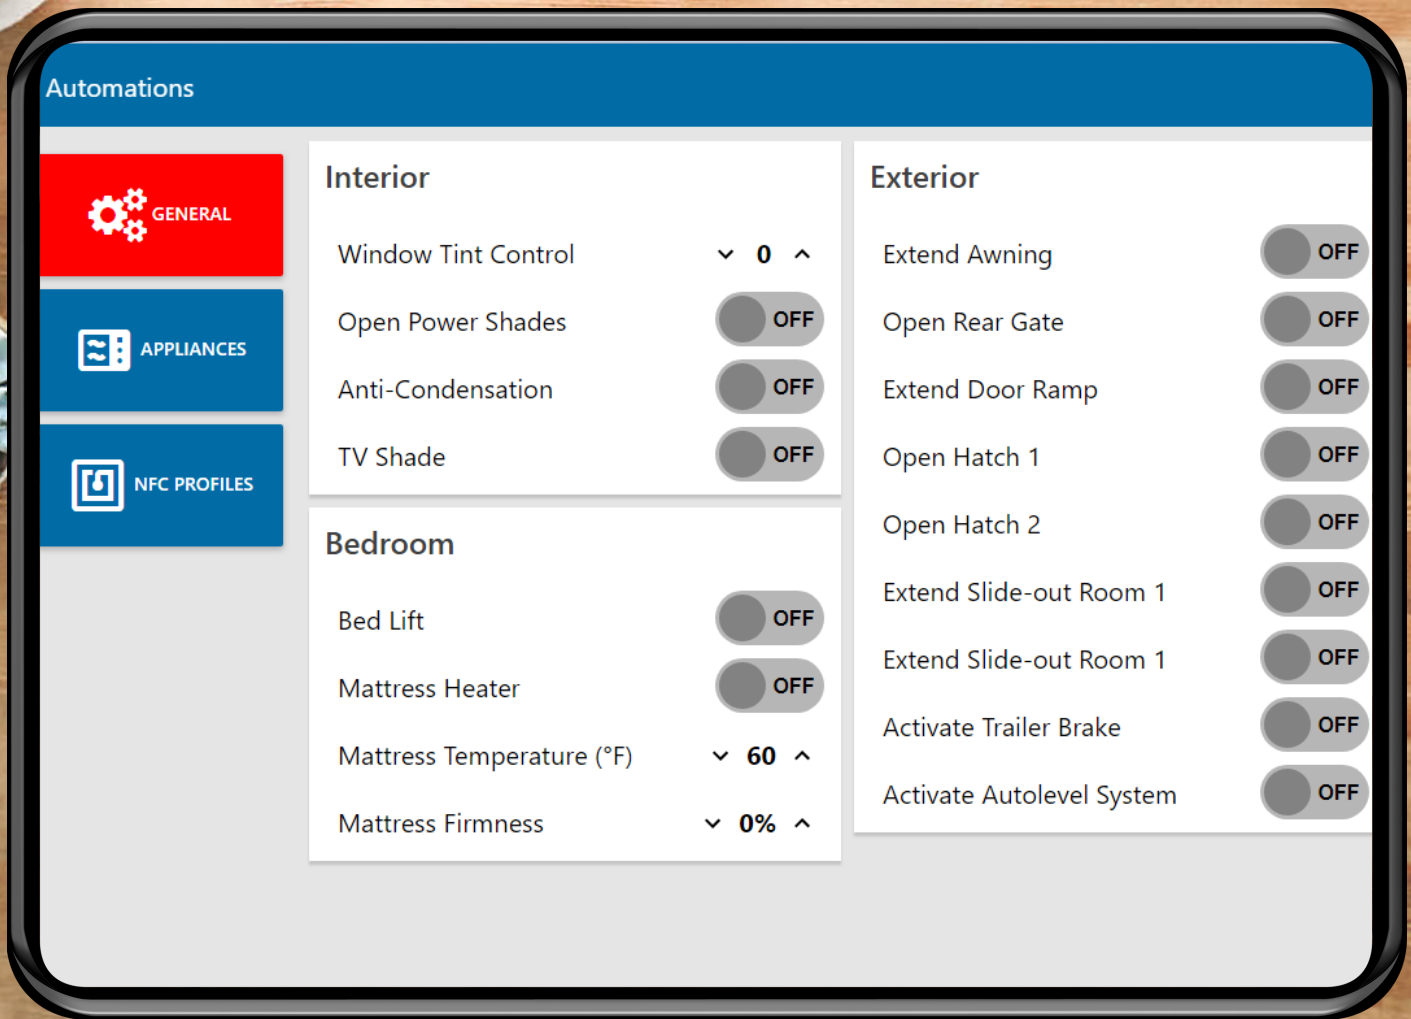 Automations
GENERAL
APPLIANCES
NFC PROFILES
Interior
Window Tint Control 0
Open Power Shades OFF
Anti-Condensation OFF
TV Shade OFF
Bedroom
Bed Lift OFF
Mattress Heater OFF
Mattress Temperature (°F) 60
Mattress Firmness 0%
Exterior
Extend Awning OFF
Open Rear Gate OFF
Extend Door Ramp OFF
Open Hatch 1 OFF
Open Hatch 2 OFF
Extend Slide-out Room 1 OFF
Extend Slide-out Room 1 OFF
Activate Trailer Brake OFF
Activate Autolevel System OFF